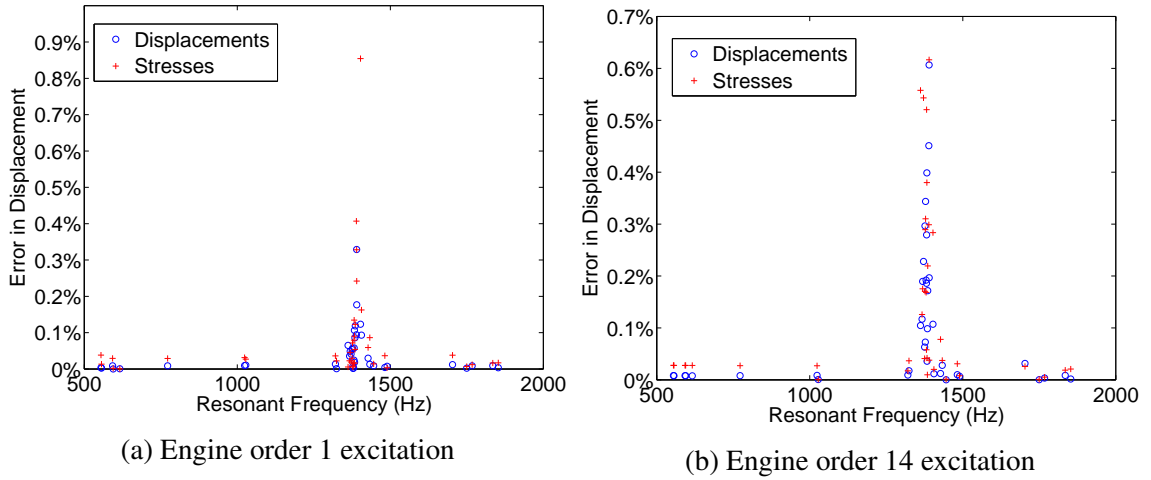 0.9%
0.8%
0.7%
0.6%
0.5%
0.4%
0.3%
0.2%
0.1%
0%
Error in Displacement
Displacements
Stresses
500 1000 1500 2000
Resonant Frequency (Hz)
(a) Engine order 1 excitation
0.7%
0.6%
0.5%
0.4%
0.3%
0.2%
0.1%
0%
Error in Displacement
Displacements
Stresses
500 1000 1500 2000
Resonant Frequency (Hz)
(b) Engine order 14 excitation